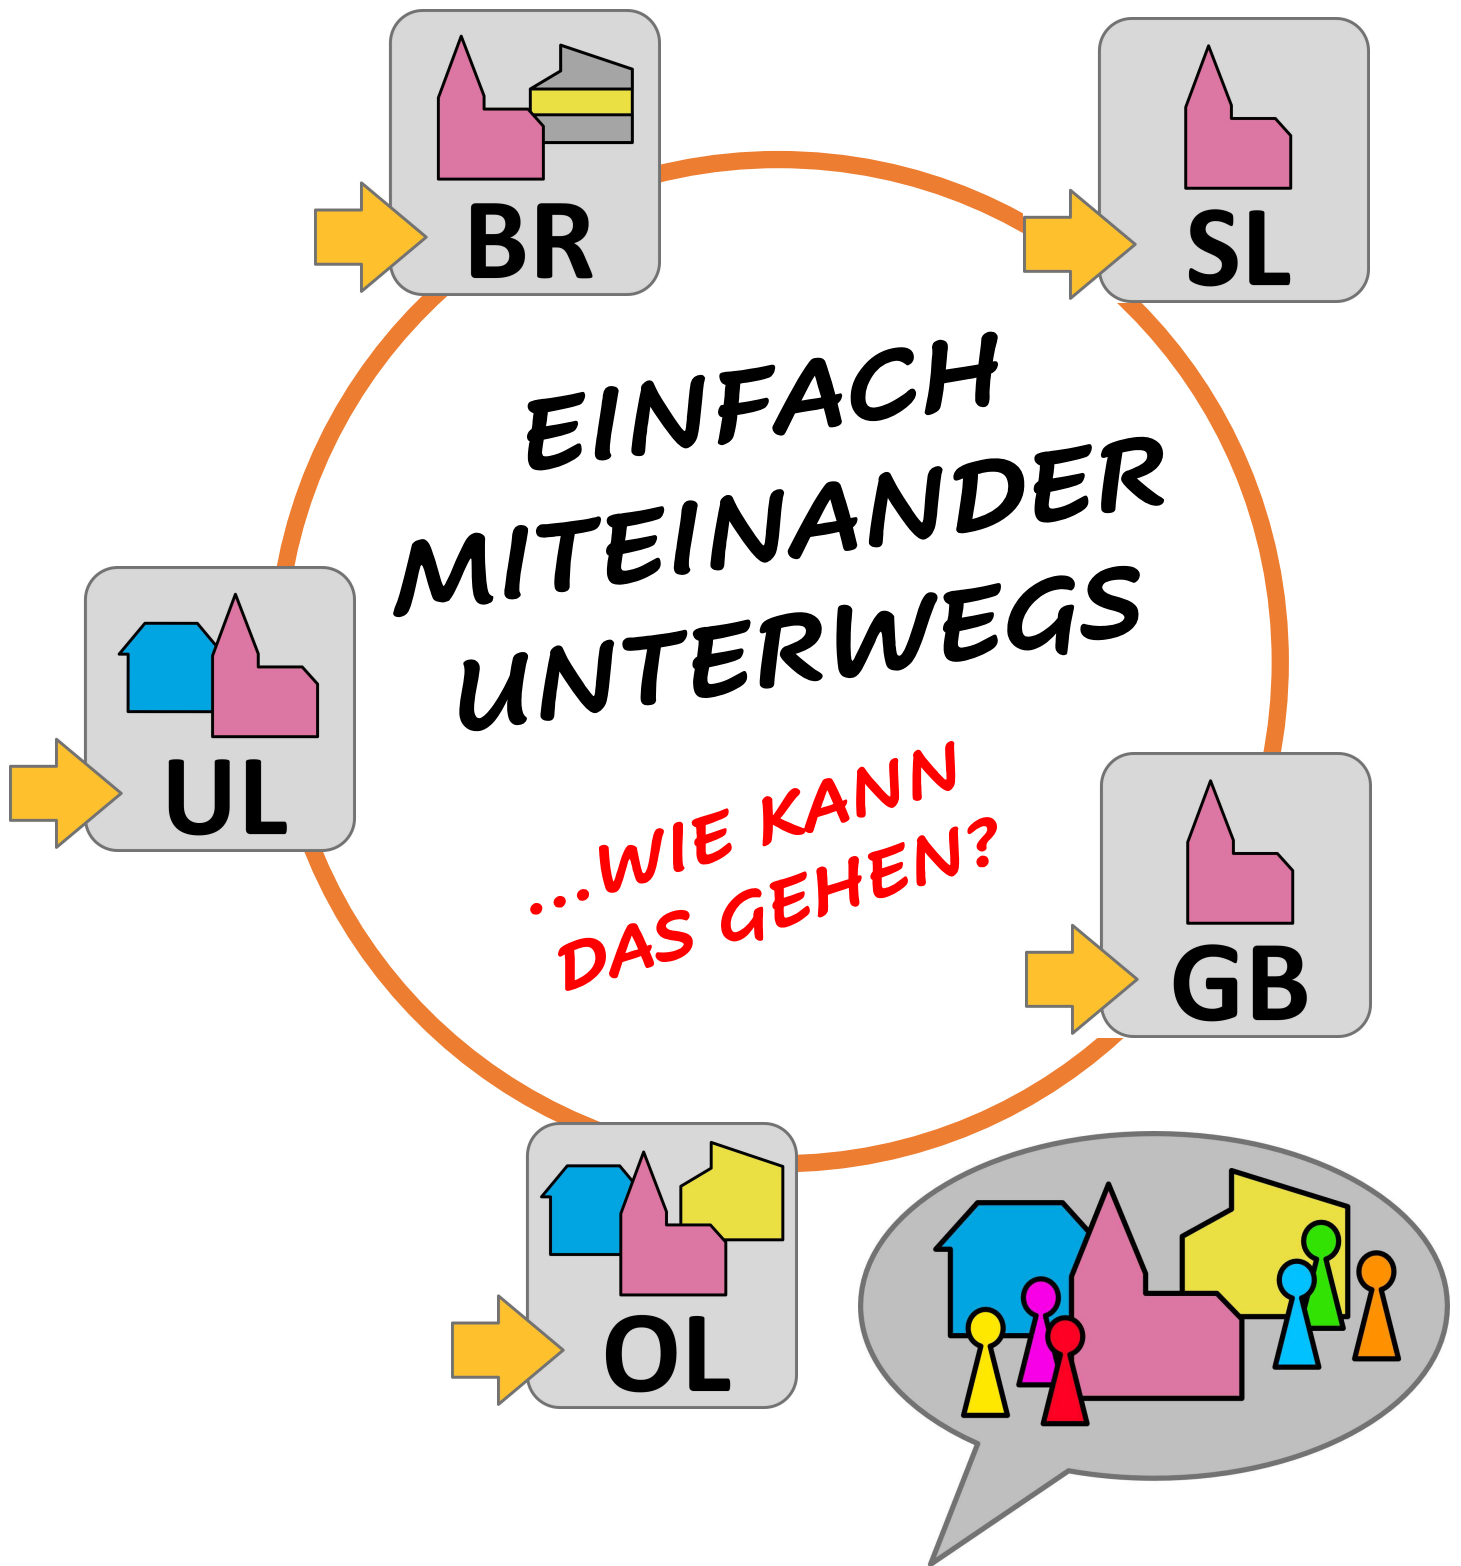 BR
SL
EINFACH
MITEINANDER
UNTERWEGS
UL
...WIE KANN
DAS GEHEN?
GB
OL